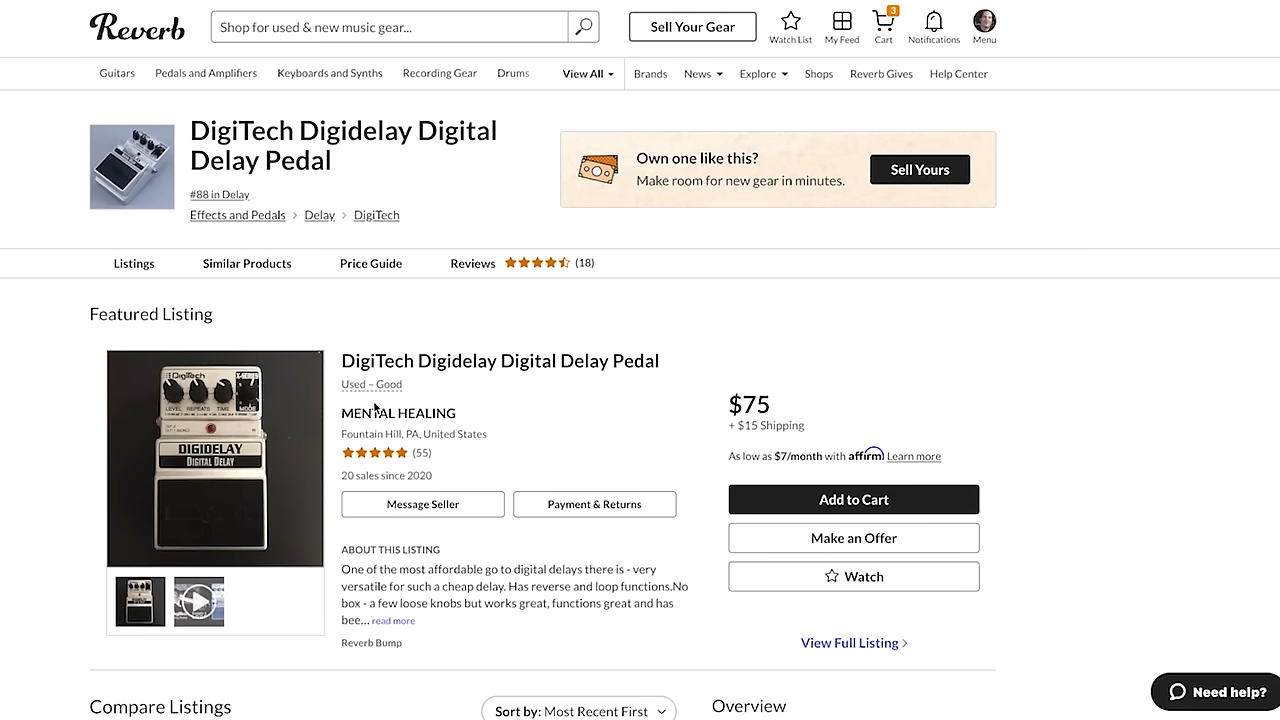 Reverb
Shop for used & new music gear...
Sell Your Gear
Watch List
My Feed
3
Cart
Notifications
Menu
Guitars
Pedals and Amplifiers
Keyboards and Synths
Recording Gear
Drums
View All
Brands
News
Explore
Shops
Reverb Gives
Help Center
DigiTech Digidelay Digital
Delay Pedal
#88 in Delay
Effects and Pedals > Delay > DigiTech
Own one like this?
Make room for new gear in minutes.
Sell Yours
Listings
Similar Products
Price Guide
Reviews
(18)
Featured Listing
DigiTech
LEVEL REPEATS TIME MODE
DIGIDELAY
DIGITAL DELAY
DigiTech Digidelay Digital Delay Pedal
Used – Good
MENTAL HEALING
Fountain Hill, PA, United States
(55)
20 sales since 2020
Message Seller
Payment & Returns
ABOUT THIS LISTING
One of the most affordable go to digital delays there is - very
versatile for such a cheap delay. Has reverse and loop functions.No
box - a few loose knobs but works great, functions great and has
bee... read more
Reverb Bump
$75
+ $15 Shipping
As low as $7/month with affirm Learn more
Add to Cart
Make an Offer
Watch
View Full Listing >
Compare Listings
Sort by: Most Recent First
Overview
Need help?